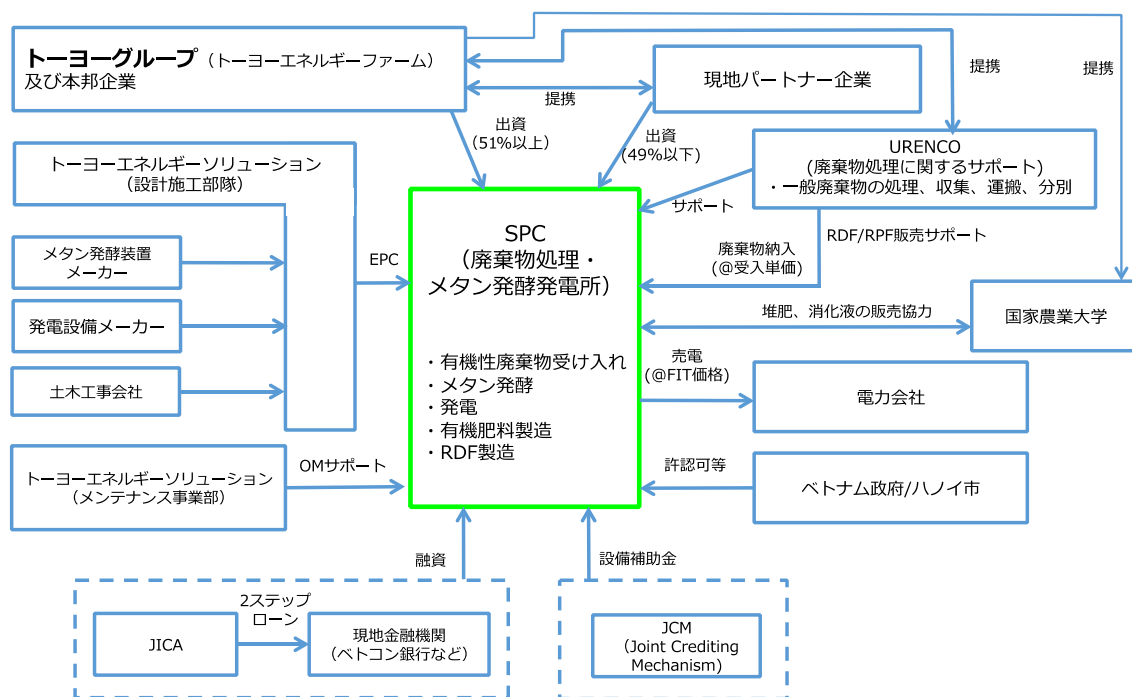 トーヨーグループ（トーヨーエネルギーファーム）
及び本邦企業
提携
現地パートナー企業
提携
提携
出資
(51%以上)
出資
(49%以下)
URENCO
(廃棄物処理に関するサポート)
・一般廃棄物の処理、収集、運搬、分別
サポート
トーヨーエネルギーソリューション
（設計施工部隊）
メタン発酵装置
メーカー
発電設備メーカー
土木工事会社
EPC
SPC
（廃棄物処理・
メタン発酵発電所）
・有機性廃棄物受け入れ
・メタン発酵
・発電
・有機肥料製造
・RDF製造
廃棄物納入
(@受入単価)
RDF/RPF販売サポート
堆肥、消化液の販売協力
国家農業大学
売電
(@FIT価格)
電力会社
トーヨーエネルギーソリューション
（メンテナンス事業部）
OMサポート
許認可等
ベトナム政府/ハノイ市
融資
設備補助金
JICA
2ステップ
ローン
現地金融機関
（ベトコン銀行など）
JCM
（Joint Crediting
Mechanism）